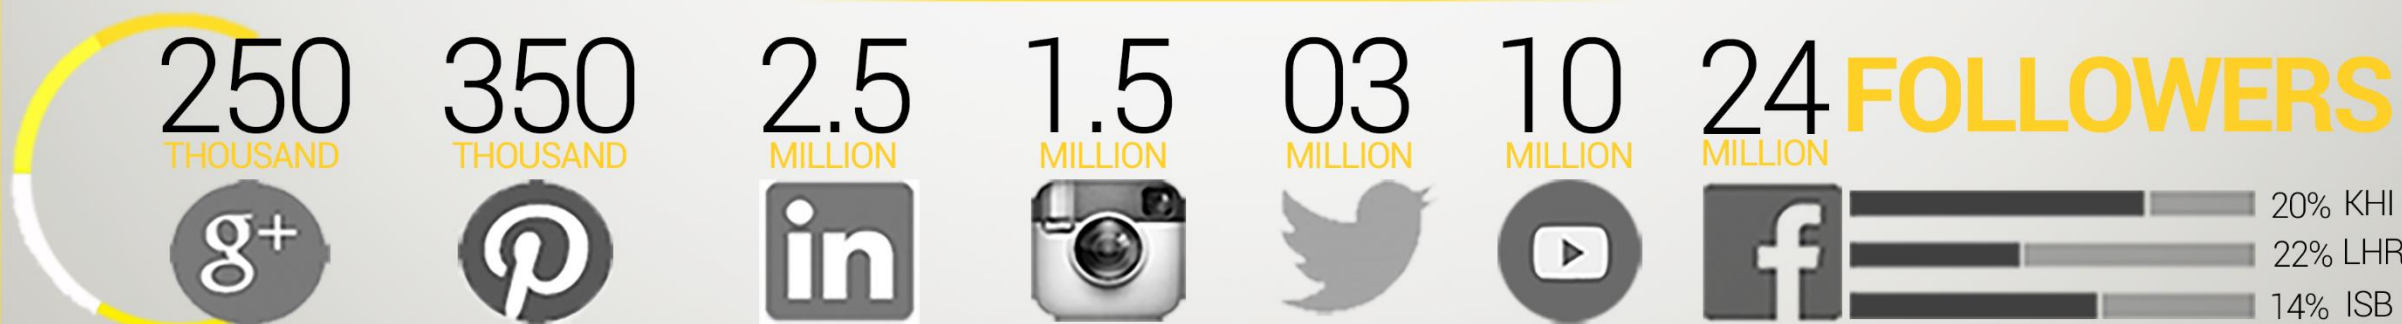 250 350 2.5 1.5 03 10 24 FOLLOWERS
THOUSAND THOUSAND MILLION MILLION MILLION MILLION MILLION
g+ in f
20% KHI
22% LHR
14% ISB